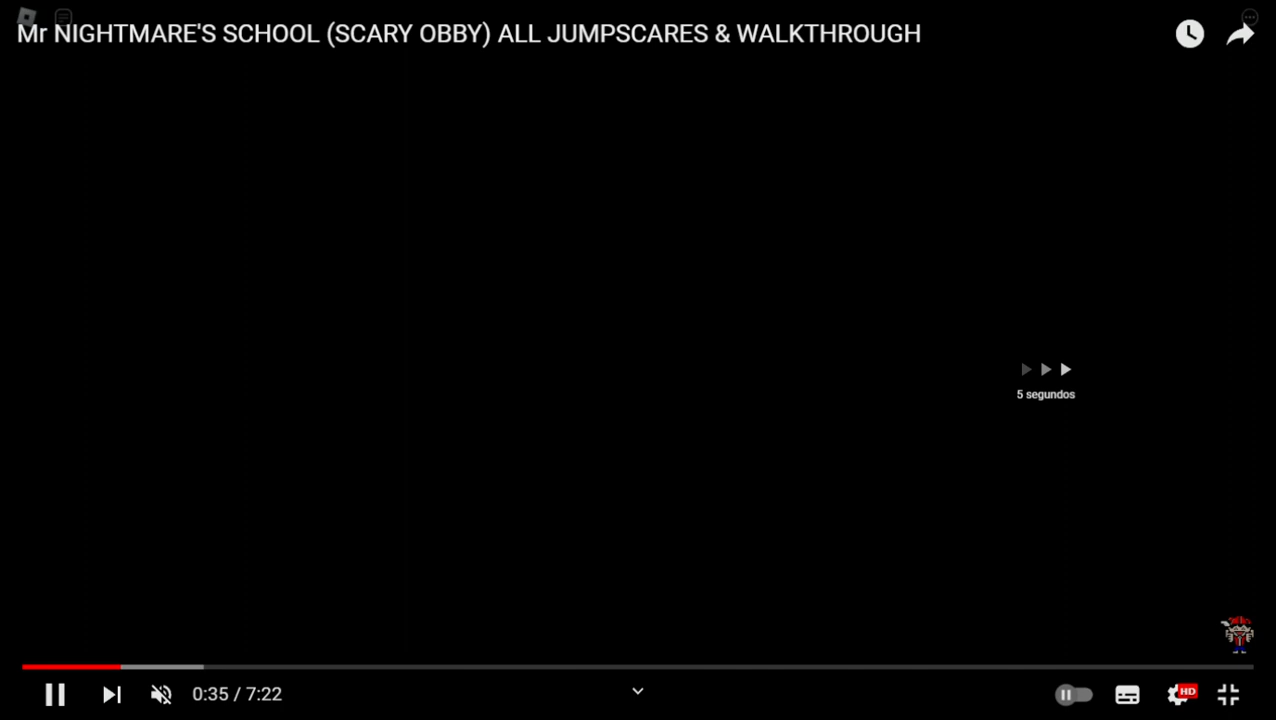 Mr NIGHTMARE'S SCHOOL (SCARY OBBY) ALL JUMPSCARES & WALKTHROUGH
5 segundos
0:35 / 7:22
HD